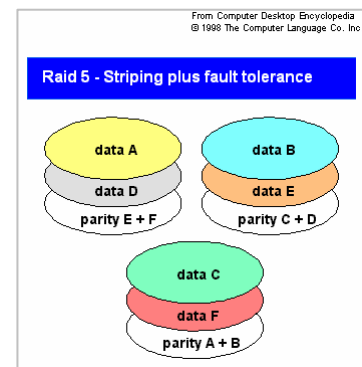 From Computer Desktop Encyclopedia
© 1998 The Computer Language Co. Inc
Raid 5 - Striping plus fault tolerance
data A
data D
parity E + F
data B
data E
parity C + D
data C
data F
parity A + B